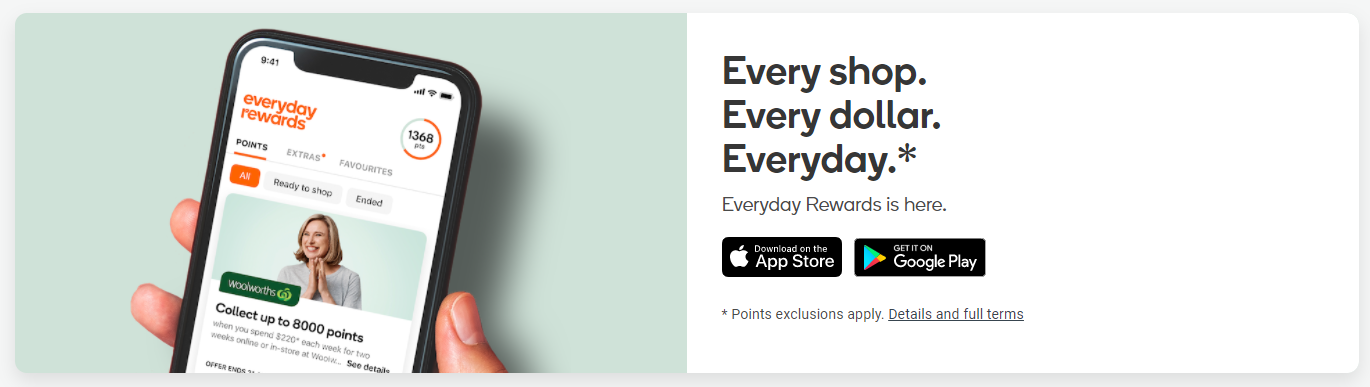 9:41
everyday
rewards
1368
pts
POINTS
EXTRAS
FAVOURITES
All
Ready to shop
Ended
Woolworths
Collect up to 8000 points
when you spend $220* each week for two
weeks online or in-store at Woolw... See details
OFFER ENDS
Every shop.
Every dollar.
Everyday.*
Everyday Rewards is here.
Download on the
App Store
GET IT ON
Google Play
* Points exclusions apply. Details and full terms